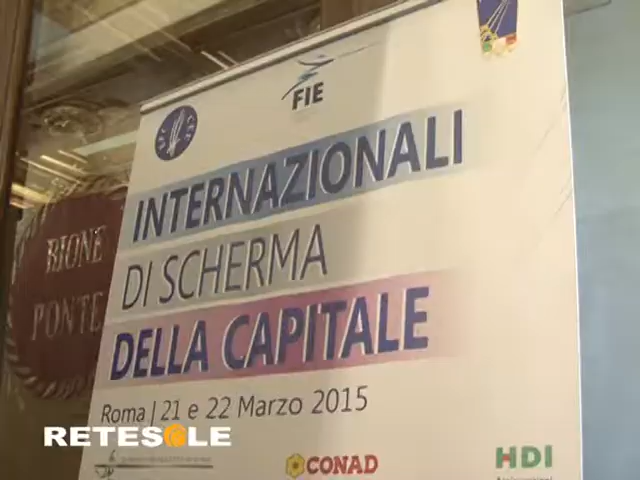 FIE
INTERNAZIONALI
DI SCHERMA
DELLA CAPITALE
Roma | 21 e 22 Marzo 2015
RIONE
PONTE
RETESOLE
CONAD
HDI